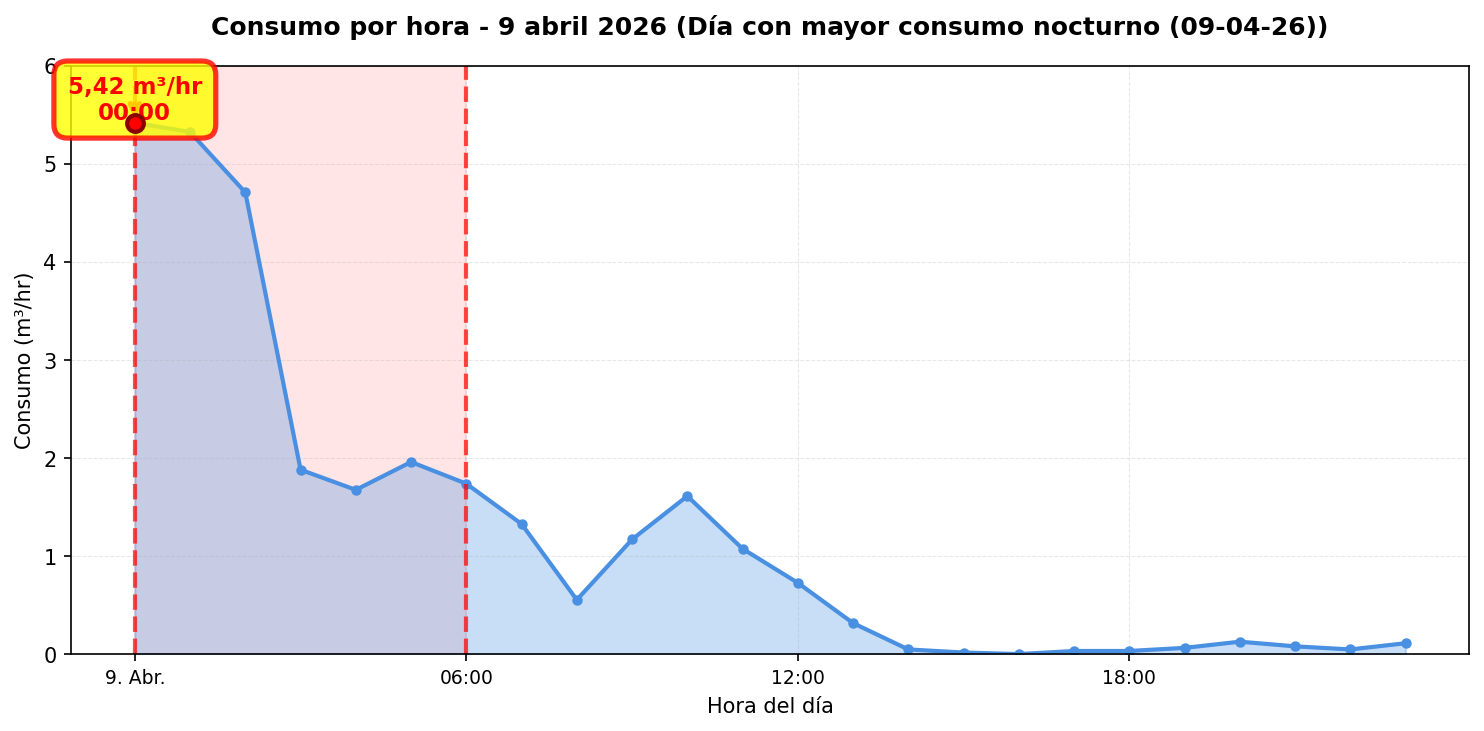 Consumo por hora - 9 abril 2026 (Día con mayor consumo nocturno (09-04-26))
5,42 m³/hr
00:00
Consumo (m³/hr)
6
5
4
3
2
1
0
9. Abr.
06:00
12:00
18:00
Hora del día